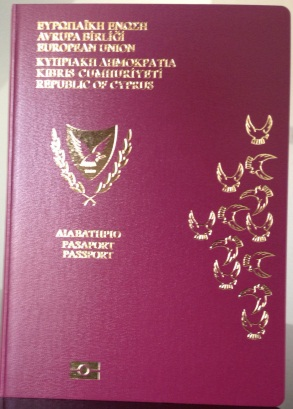 ΕΥΡΩΠΑΪΚΗ ΕΝΩΣΗ
AVRUPA BİRLİĞİ
EUROPEAN UNION
ΚΥΠΡΙΑΚΗ ΔΗΜΟΚΡΑΤΙΑ
KIBRIS CUMHURİYETİ
REPUBLIC OF CYPRUS
ΔΙΑΒΑΤΗΡΙΟ
PASAPORT
PASSPORT